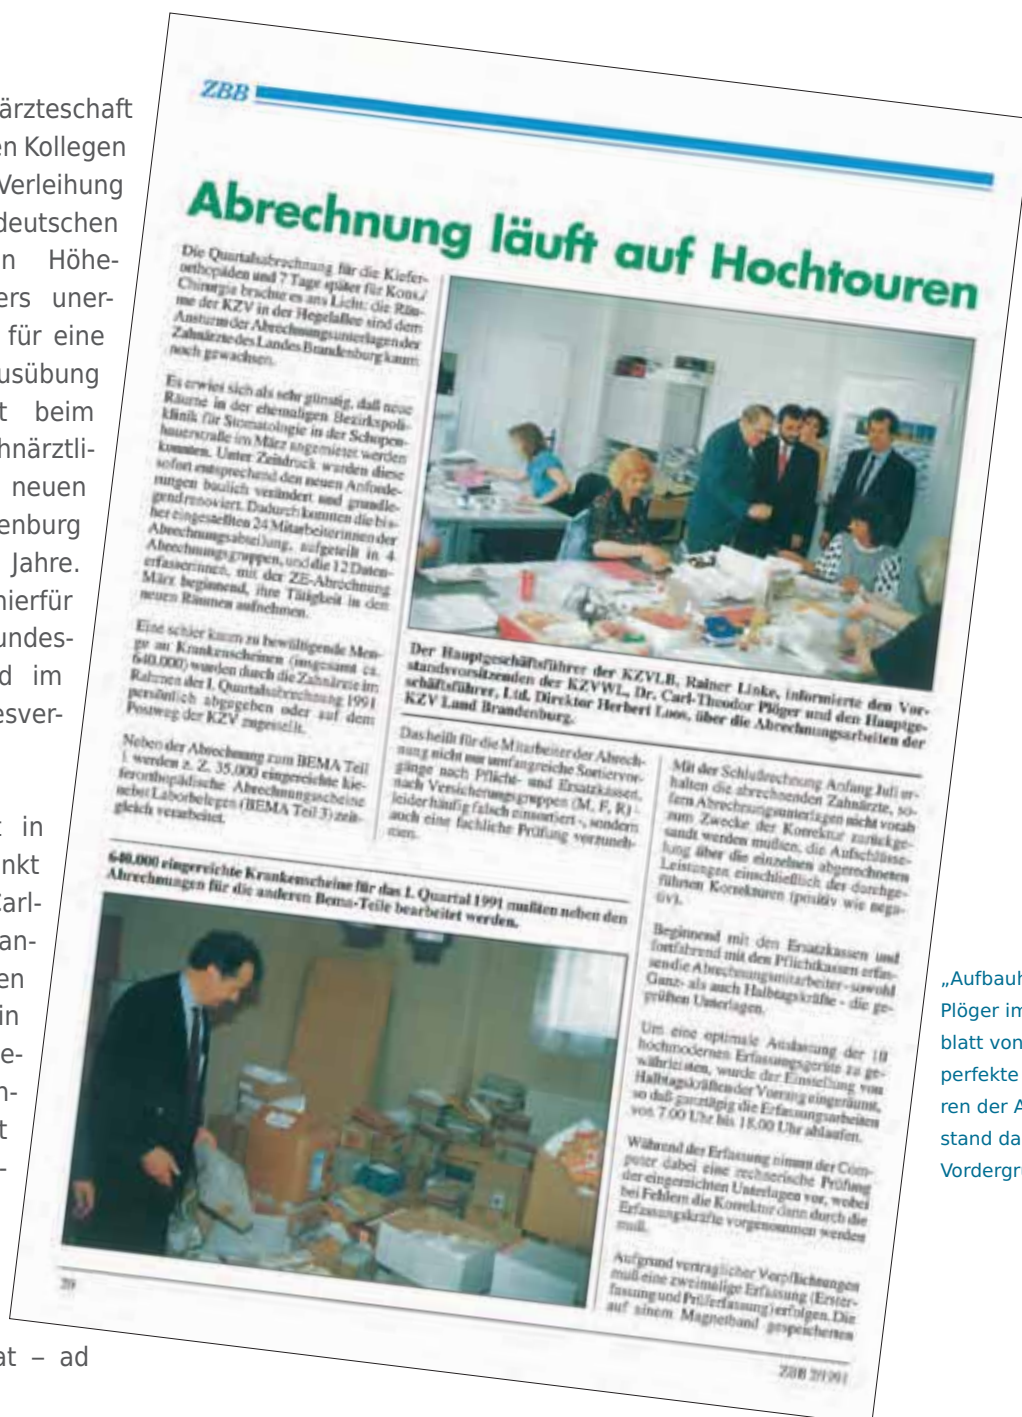 ärzteschaft
en Kollegen
Verleihung
deutschen
n Höhe-
ers uner-
für eine
usübung
t beim
hnärztli-
neuen
enburg
Jahre.
hierfür
undes-
d im
esver-
t in
nkt
Carl-
an-
en
in
e-
n-
t
-
at – ad
ZBB
Abrechnung läuft auf Hochtouren
Die Quartalsabrechnung für die Kiefer-
orthopäden und 7 Tage später für Kons./
Chirurgie brachte es ans Licht: die Räu-
me der KZV in der Hegelallee sind dem
Ansturm der Abrechnungsunterlagen der
Zahnärzte des Landes Brandenburg kaum
noch gewachsen.
Es erwies sich als sehr günstig, daß neue
Räume in der ehemaligen Bezirkspoli-
klinik für Stomatologie in der Schopen-
hauerstraße im März angemietet werden
konnten. Unter Zeitdruck wurden diese
sofort entsprechend den neuen Anforde-
rungen baulich verändert und grundle-
gend renoviert. Dadurch konnten die bis-
her eingestellten 24 Mitarbeiterinnen der
Abrechnungsabteilung, aufgeteilt in 4
Abrechnungsgruppen, und die 12 Daten-
erfasserinnen, mit der ZE-Abrechnung
März beginnend, ihre Tätigkeit in den
neuen Räumen aufnehmen.
Eine schier kaum zu bewältigende Men-
ge an Krankenscheinen (insgesamt ca.
640.000) wurden durch die Zahnärzte im
Rahmen der I. Quartalsabrechnung 1991
persönlich abgegeben oder auf dem
Postweg der KZV zugestellt.
Neben der Abrechnung zum BEMA Teil
1 werden z. Z. 35.000 eingereichte kie-
ferorthopädische Abrechnungsscheine
nebst Laborbelegen (BEMA Teil 3) zeit-
gleich verarbeitet.
Der Hauptgeschäftsführer der KZVLB, Rainer Linke, informierte den Vor-
standsvorsitzenden der KZVWL, Dr. Carl-Theodor Plöger und den Hauptge-
schäftsführer, Ltd. Direktor Herbert Loos, über die Abrechnungsarbeiten der
KZV Land Brandenburg.
Das heißt für die Mitarbeiter der Abrech-
nung nicht nur umfangreiche Sortiervor-
gänge nach Pflicht- und Ersatzkassen,
nach Versicherungsgruppen (M, F, R) -
leider häufig falsch einsortiert -, sondern
auch eine fachliche Prüfung vorzuneh-
men.
640.000 eingereichte Krankenscheine für das 1. Quartal 1991 mußten neben den
Abrechnungen für die anderen Bema-Teile bearbeitet werden.
Mit der Schlußrechnung Anfang Juli er-
halten die abrechnenden Zahnärzte, so-
fern Abrechnungsunterlagen nicht vorab
zum Zwecke der Korrektur zurückge-
sandt werden mußten, die Aufschlüsse-
lung über die einzelnen abgerechneten
Leistungen einschließlich der durchge-
führten Korrekturen (positiv wie nega-
tiv).
Beginnend mit den Ersatzkassen und
fortfahrend mit den Pflichtkassen erfas-
sen die Abrechnungsmitarbeiter - sowohl
Ganz- als auch Halbtagskräfte - die ge-
prüften Unterlagen.
Um eine optimale Auslastung der 10
hochmodernen Erfassungsgeräte zu ge-
währleisten, wurde der Einstellung von
Halbtagskräften der Vorrang eingeräumt,
so daß ganztägig die Erfassungsarbeiten
von 7.00 Uhr bis 18.00 Uhr ablaufen.
Während der Erfassung nimmt der Com-
puter dabei eine rechnerische Prüfung
der eingereichten Unterlagen vor, wobei
bei Fehlern die Korrektur dann durch die
Erfassungskräfte vorgenommen werden
muß.
Aufgrund vertraglicher Verpflichtungen
muß eine zweimalige Erfassung (Erster-
fassung und Prüferfassung) erfolgen. Die
auf einem Magnetband gespeicherten
20
ZBB 2/1991
„Aufbauh
Plöger im
blatt von
perfekte
ren der A
stand da
Vordergr